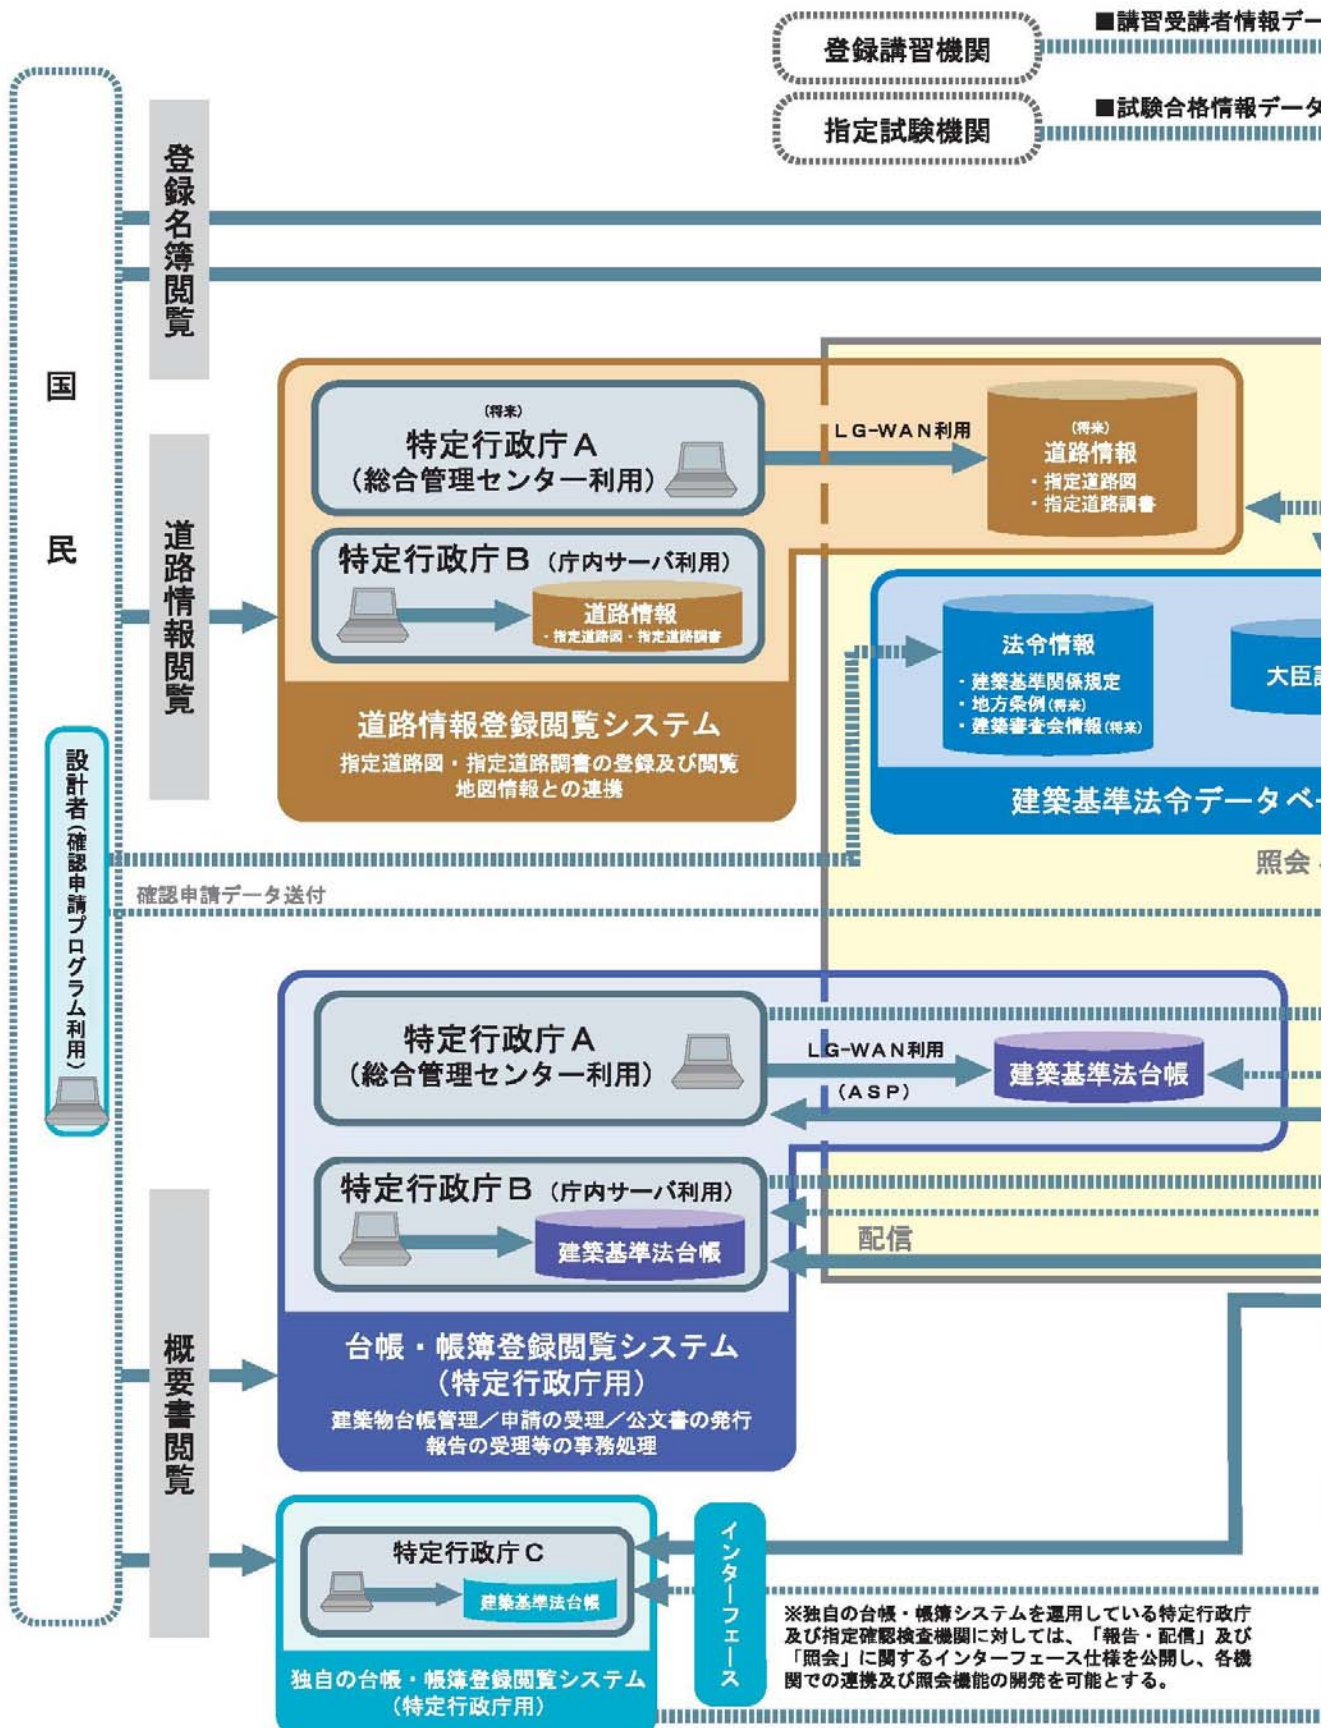 ■講習受講者情報デー
登録講習機関
■試験合格情報データ
指定試験機関
登録名簿閲覧
国民
道路情報閲覧
(将来)
特定行政庁A
(総合管理センター利用)
LG-WAN利用
(将来)
道路情報
・指定道路図
・指定道路調書
特定行政庁B (庁内サーバ利用)
道路情報
・指定道路図・指定道路調書
道路情報登録閲覧システム
指定道路図・指定道路調書の登録及び閲覧
地図情報との連携
法令情報
・建築基準関係規定
・地方条例(将来)
・建築審査会情報(将来)
大臣
建築基準法令データベ
照会
設計者(確認申請プログラム利用)
確認申請データ送付
特定行政庁A
(総合管理センター利用)
LG-WAN利用
(ASP)
建築基準法台帳
特定行政庁B (庁内サーバ利用)
建築基準法台帳
配信
台帳・帳簿登録閲覧システム
(特定行政庁用)
建築物台帳管理/申請の受理/公文書の発行
報告の受理等の事務処理
概要書閲覧
特定行政庁C
建築基準法台帳
独自の台帳・帳簿登録閲覧システム
(特定行政庁用)
インターフェース
※独自の台帳・帳簿システムを運用している特定行政庁
及び指定確認検査機関に対しては、「報告・配信」及び
「照会」に関するインターフェース仕様を公開し、各機
関での連携及び照会機能の開発を可能とする。